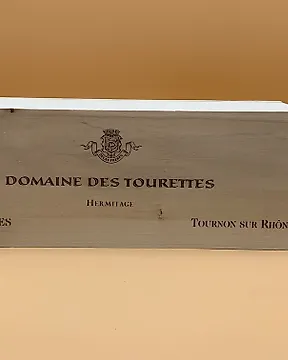 DOMAINE DES TOURETTES
HERMITAGE
ES TOURNON SUR RHÔN